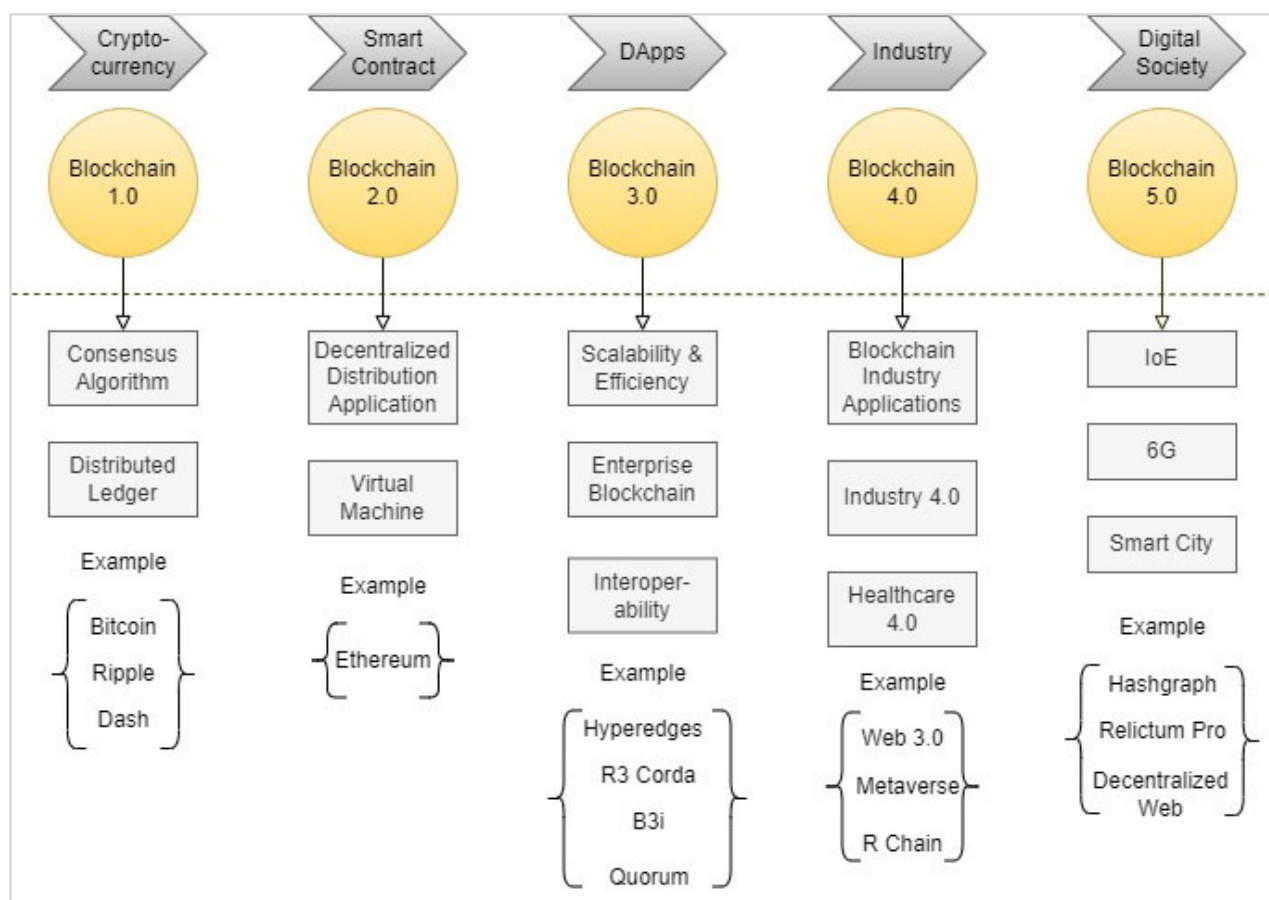 Crypto-
currency
Smart
Contract
DApps
Industry
Digital
Society
Blockchain
1.0
Blockchain
2.0
Blockchain
3.0
Blockchain
4.0
Blockchain
5.0
Consensus
Algorithm
Distributed
Ledger
Example
Bitcoin
Ripple
Dash
Decentralized
Distribution
Application
Virtual
Machine
Example
Ethereum
Scalability &
Efficiency
Enterprise
Blockchain
Interoper-
ability
Example
Hyperedges
R3 Corda
B3i
Quorum
Blockchain
Industry
Applications
Industry 4.0
Healthcare
4.0
Example
Web 3.0
Metaverse
R Chain
IoE
6G
Smart City
Example
Hashgraph
Relictum Pro
Decentralized
Web